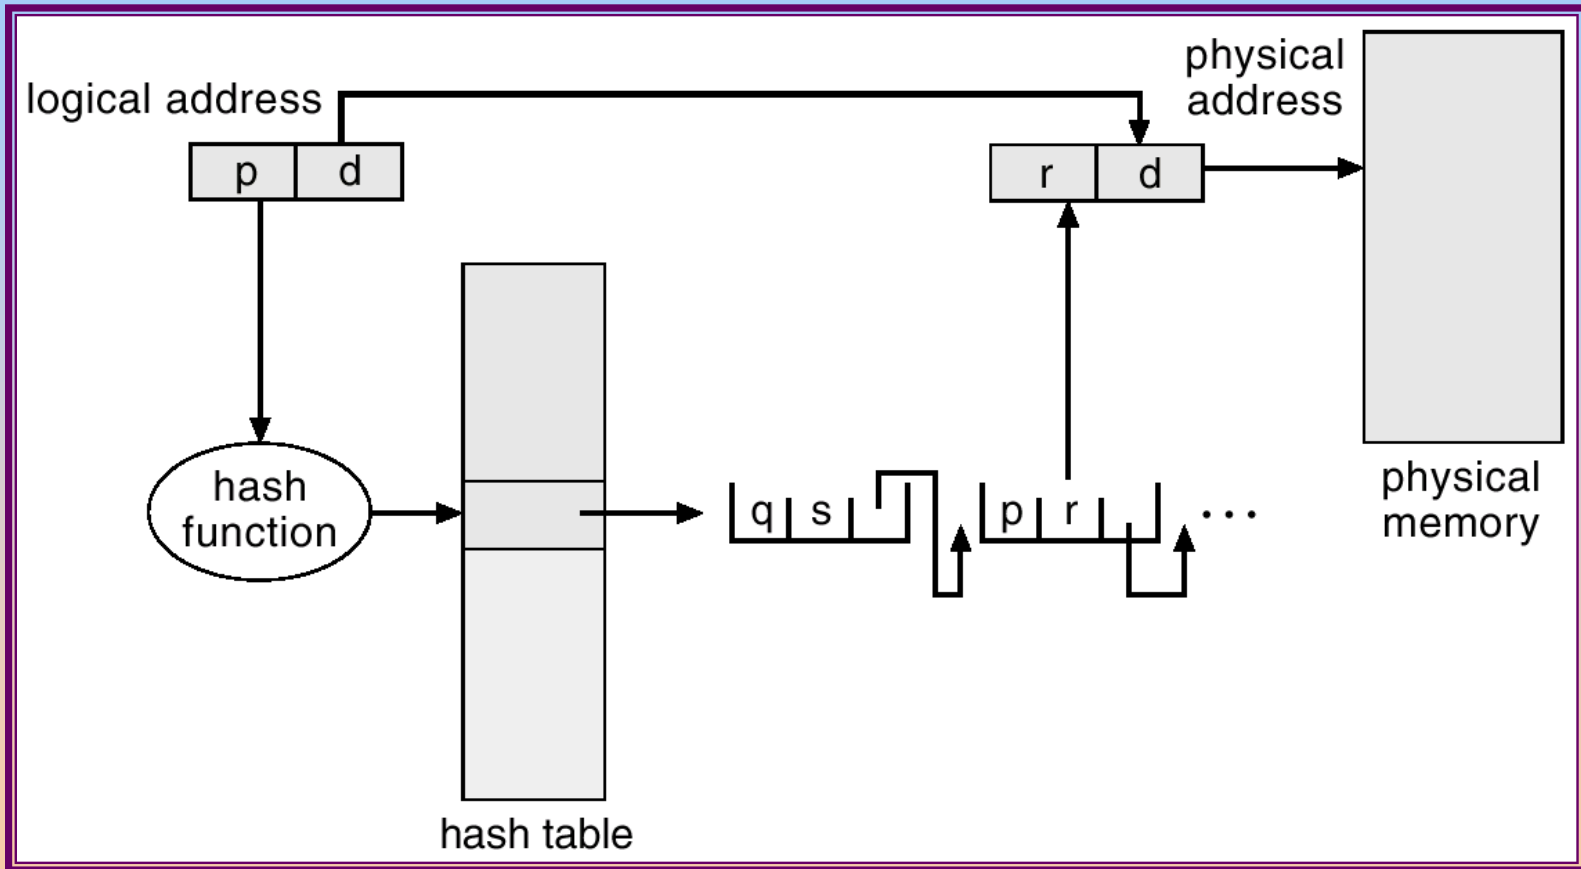 logical address
p d
physical
address
r d
hash
function
q s
p r
...
physical
memory
hash table